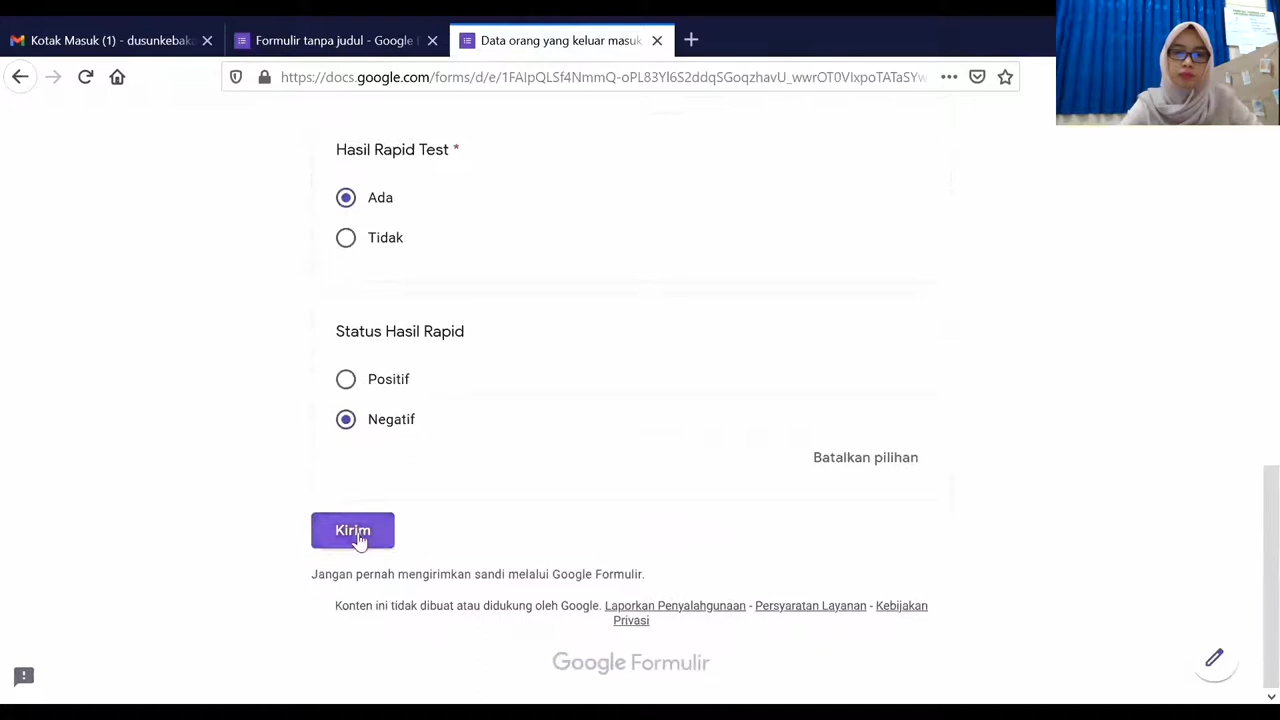 Kotak Masuk (1) - dusunkebak
Formulir tanpa judul - Google
Data orang yang keluar masuk
https://docs.google.com/forms/d/e/1FAIpQLSf4NmmQ-oPL83Yl6S2ddqSGoqzhavU_wwrOT0VIxpoTATaSYw
Hasil Rapid Test *
Ada
Tidak
Status Hasil Rapid
Positif
Negatif
Batalkan pilihan
Kirim
Jangan pernah mengirimkan sandi melalui Google Formulir.
Konten ini tidak dibuat atau didukung oleh Google. Laporkan Penyalahgunaan - Persyaratan Layanan - Kebijakan
Privasi
Google Formulir